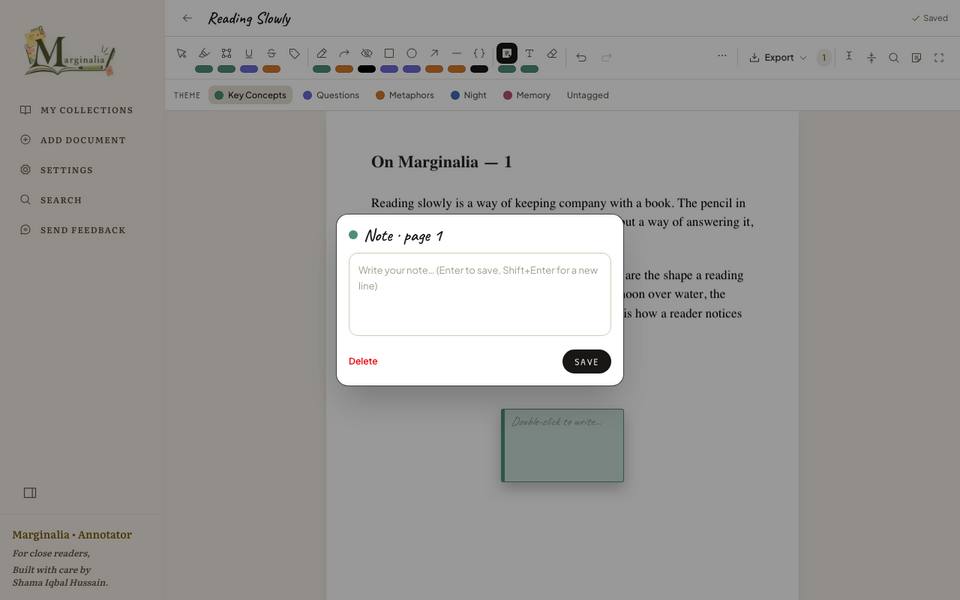 Marginalia
MY COLLECTIONS
ADD DOCUMENT
SETTINGS
SEARCH
SEND FEEDBACK
Marginalia • Annotator
For close readers,
Built with care by
Shama Iqbal Hussain.
Reading Slowly
Saved
Export
1
THEME
Key Concepts
Questions
Metaphors
Night
Memory
Untagged
On Marginalia — 1
Reading slowly is a way of keeping company with a book. The pencil in
out a way of answering it,
are the shape a reading
moon over water, the
is how a reader notices
Note · page 1
Write your note... (Enter to save, Shift+Enter for a new
line)
Delete
SAVE
Double-click to write...